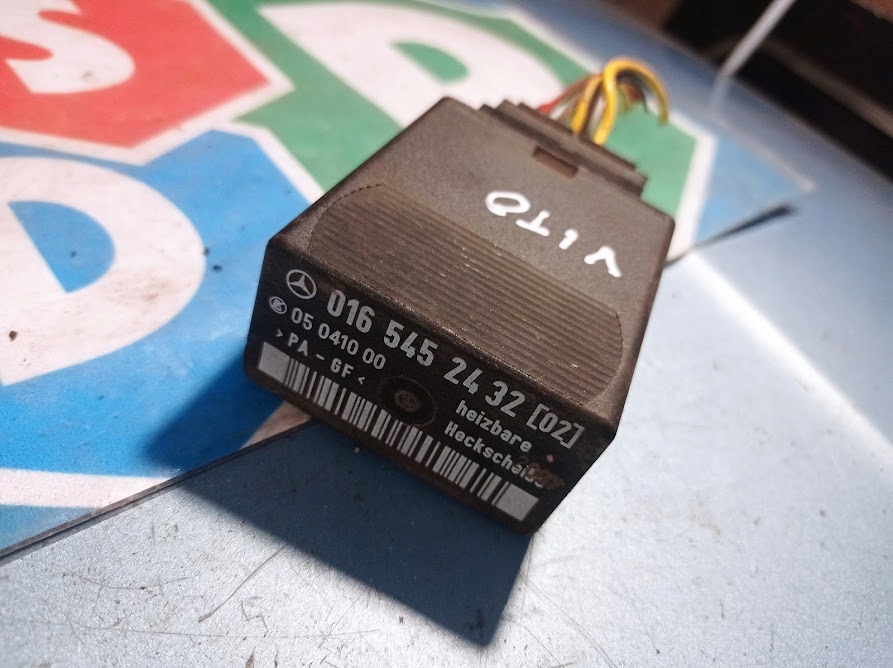 VITO
016 545 24 32 [02]
05 0410 00
>PA-GF<
heizbare
Heckscheibe
S
D
D